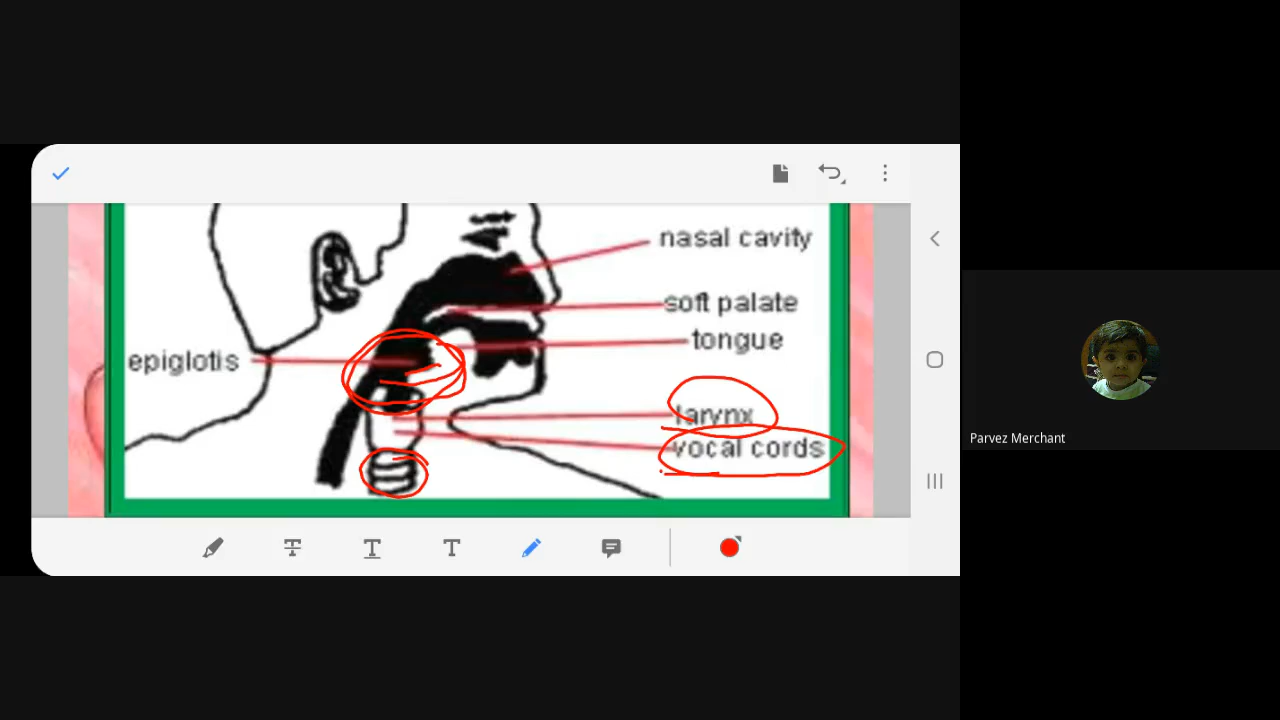 nasal cavity
soft palate
tongue
epiglotis
larynx
vocal cords
T
T
T
Parvez Merchant